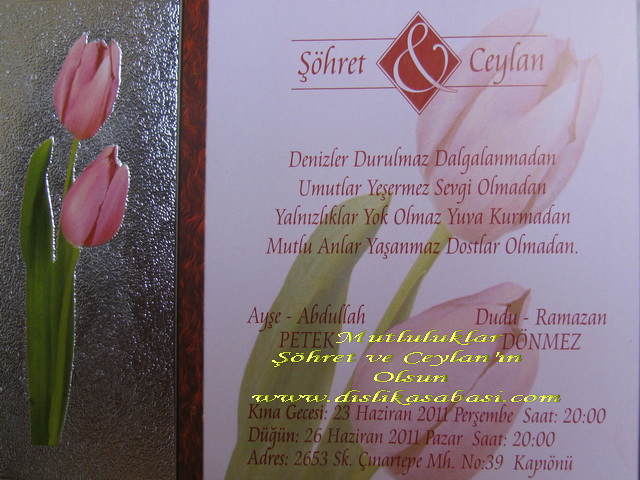 Şöhret & Ceylan
Denizler Durulmaz Dalgalanmadan
Umutlar Yeşermez Sevgi Olmadan
Yalnızlıklar Yok Olmaz Yuva Kurmadan
Mutlu Anlar Yaşanmaz Dostlar Olmadan.
Ayşe - Abdullah
PETEK
Dudu - Ramazan
DÖNMEZ
Mutluluklar
Şöhret ve Ceylan'ın
Olsun
www.dislikasabasi.com
Kına Gecesi: 23 Haziran 2011 Perşembe Saat: 20:00
Düğün: 26 Haziran 2011 Pazar Saat: 20:00
Adres: 2653 Sk. Çınartepe Mh. No:39 Kapıönü